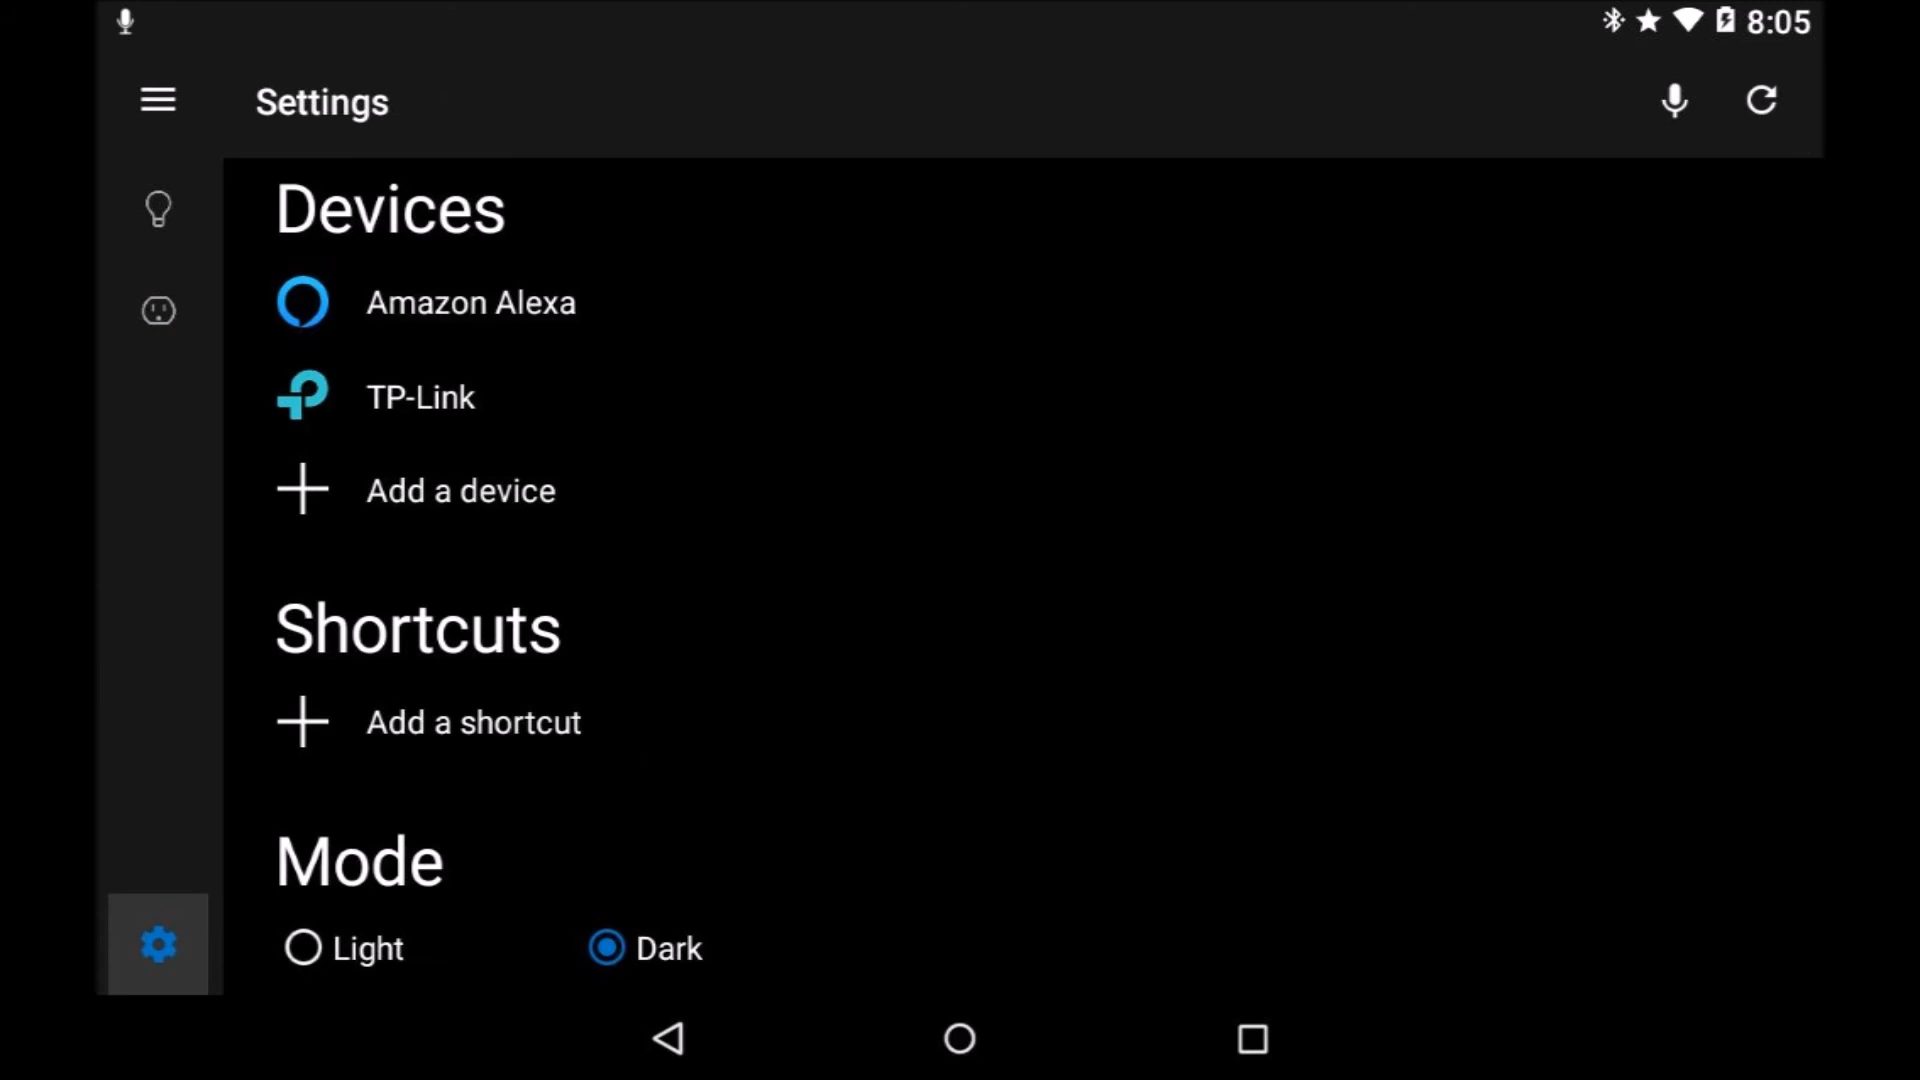 8:05
Settings
Devices
Amazon Alexa
TP-Link
Add a device
Shortcuts
Add a shortcut
Mode
Light Dark